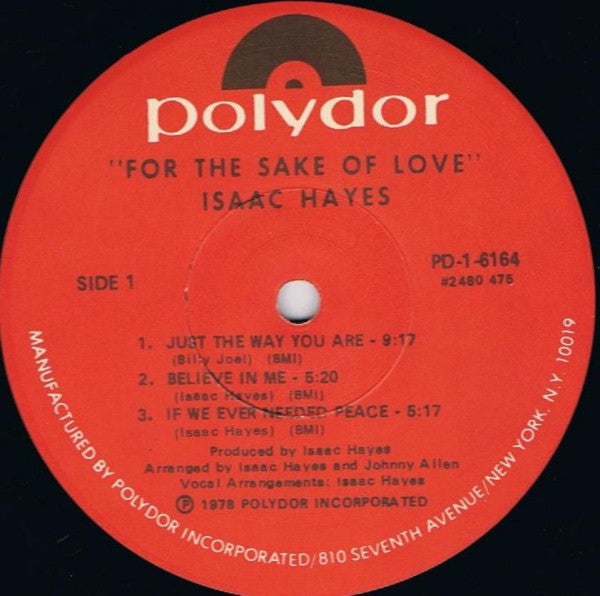 polydor
"FOR THE SAKE OF LOVE"
ISAAC HAYES
SIDE 1
PD-1-6164
#2480 475
1. JUST THE WAY YOU ARE - 9:17
(Billy Joel) (BMI)
2. BELIEVE IN ME - 5:20
(Isaac Hayes) (BMI)
3. IF WE EVER NEEDED PEACE - 5:17
(Isaac Hayes) (BMI)
Produced by Isaac Hayes
Arranged by Isaac Hayes and Johnny Allen
Vocal Arrangements: Isaac Hayes
Ⓟ 1978 POLYDOR INCORPORATED
MANUFACTURED BY POLYDOR INCORPORATED/810 SEVENTH AVENUE/NEW YORK. N.Y. 10019